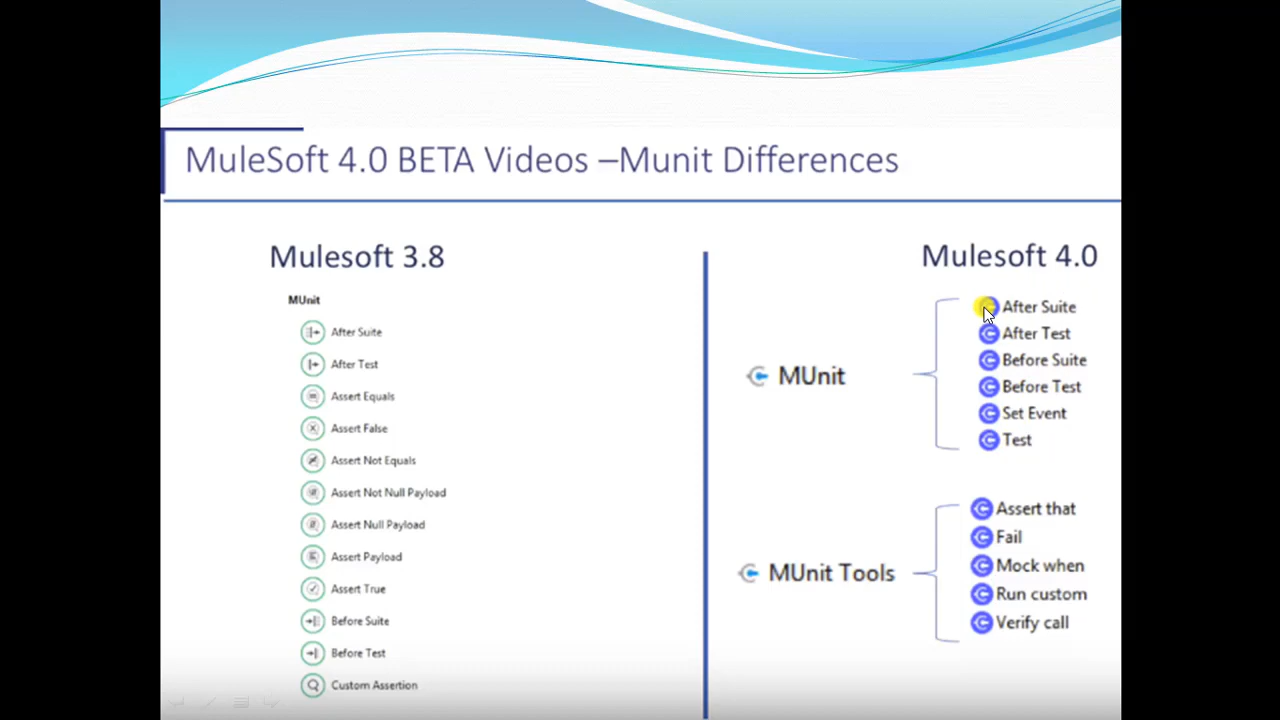 MuleSoft 4.0 BETA Videos –Munit Differences
Mulesoft 3.8
MUnit
After Suite
After Test
Assert Equals
Assert False
Assert Not Equals
Assert Not Null Payload
Assert Null Payload
Assert Payload
Assert True
Before Suite
Before Test
Custom Assertion
Mulesoft 4.0
MUnit
After Suite
After Test
Before Suite
Before Test
Set Event
Test
MUnit Tools
Assert that
Fail
Mock when
Run custom
Verify call